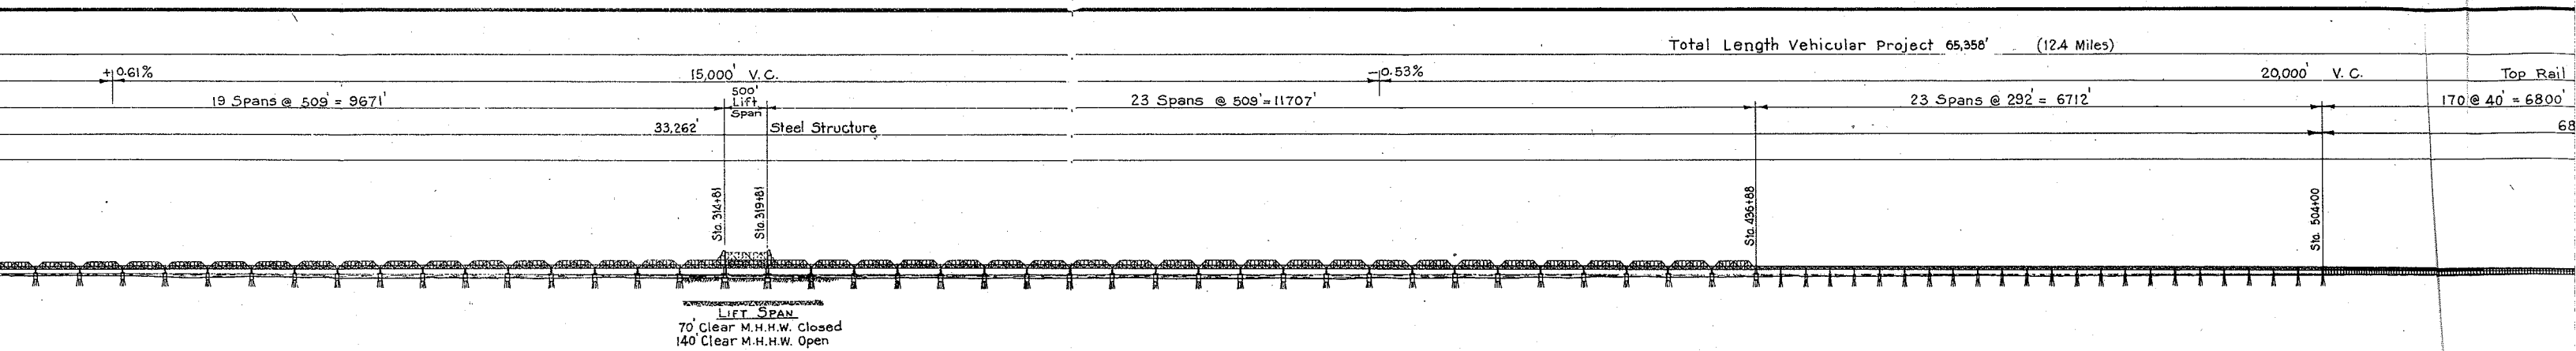 Total Length Vehicular Project 65,358' (12.4 Miles)
+0.61%
15,000' V.C.
-0.53%
20,000' V.C.
Top Rail
19 Spans @ 509' = 9671'
500'
Lift
Span
23 Spans @ 509' = 11707'
23 Spans @ 292' = 6712'
170 @ 40' = 6800'
33,262' Steel Structure
68
Sta. 314+81
Sta. 319+81
Sta. 436+88
Sta. 504+00
LIFT SPAN
70' Clear M.H.H.W. Closed
140' Clear M.H.H.W. Open